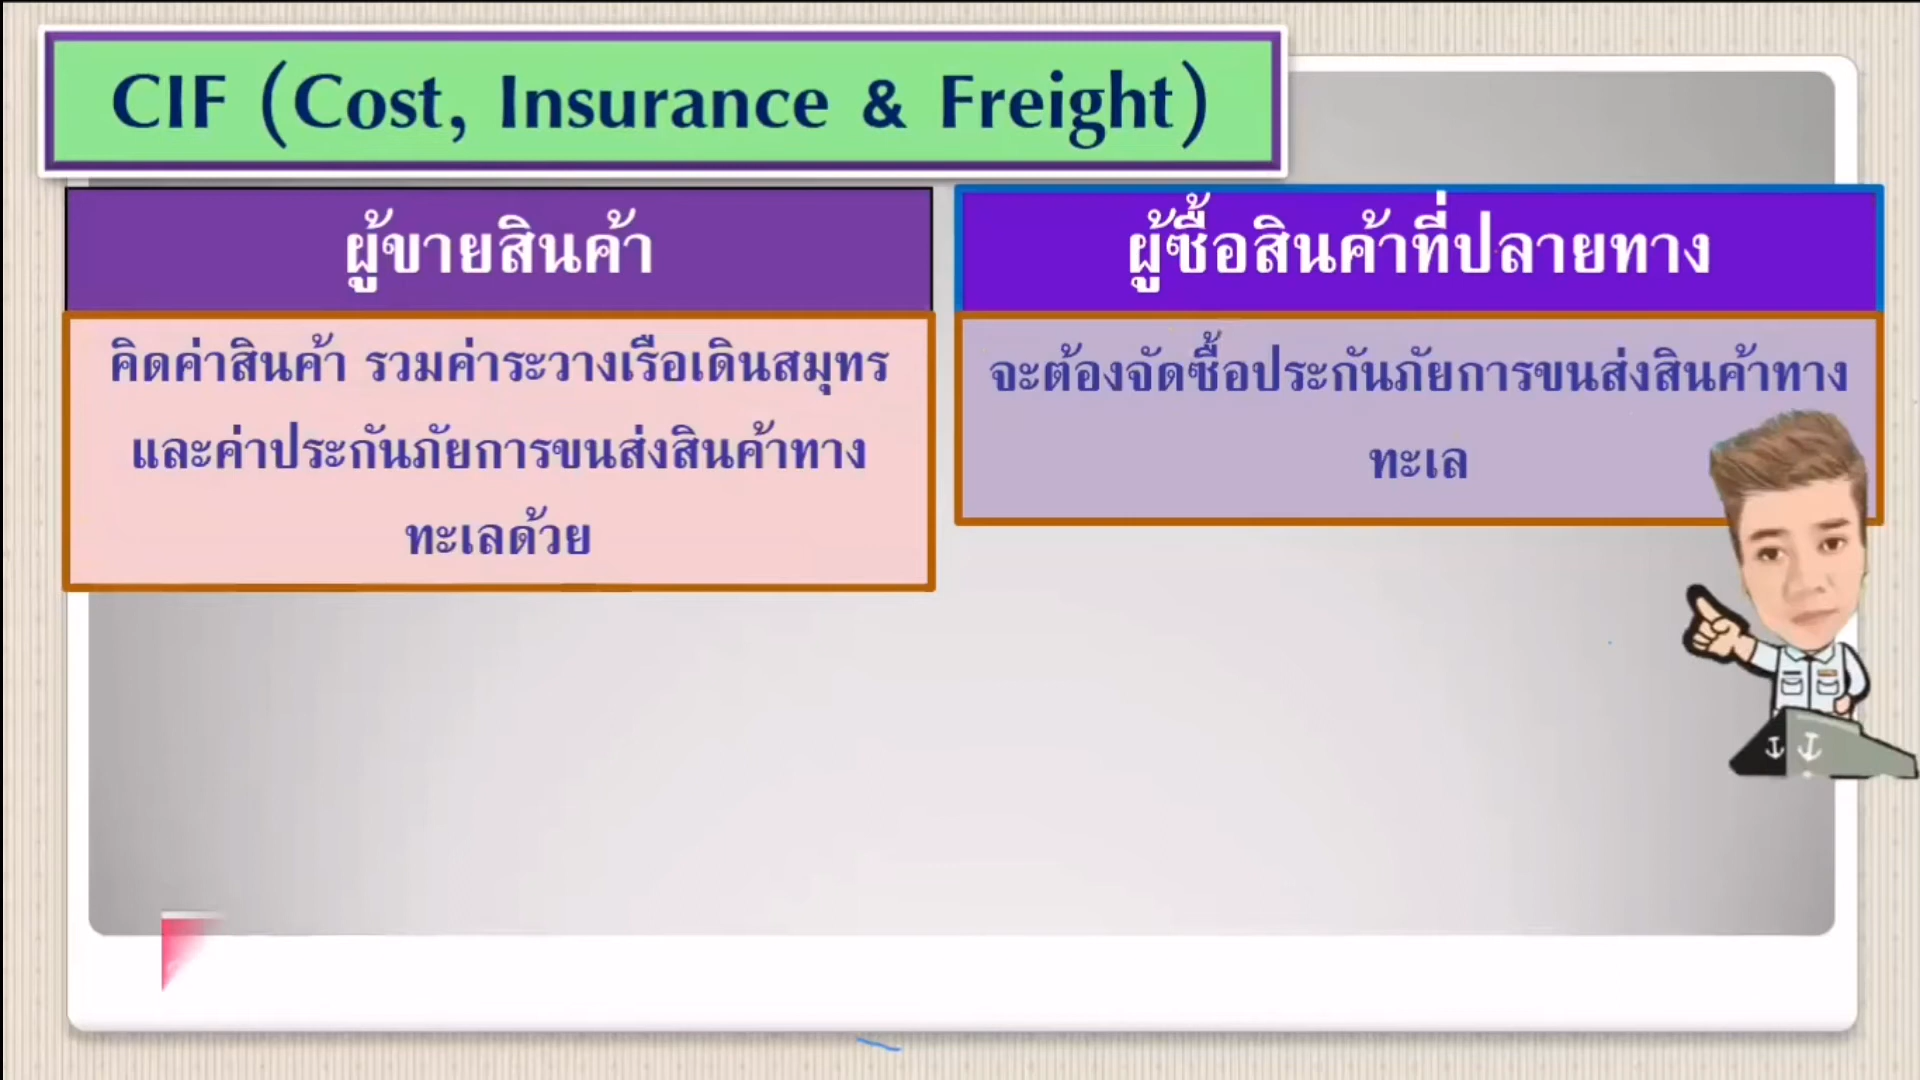 CIF (Cost, Insurance & Freight)
ผู้ขายสินค้า
คิดค่าสินค้า รวมค่าระวางเรือเดินสมุทร
และค่าประกันภัยการขนส่งสินค้าทาง
ทะเลด้วย
ผู้ซื้อสินค้าที่ปลายทาง
จะต้องจัดซื้อประกันภัยการขนส่งสินค้าทาง
ทะเล